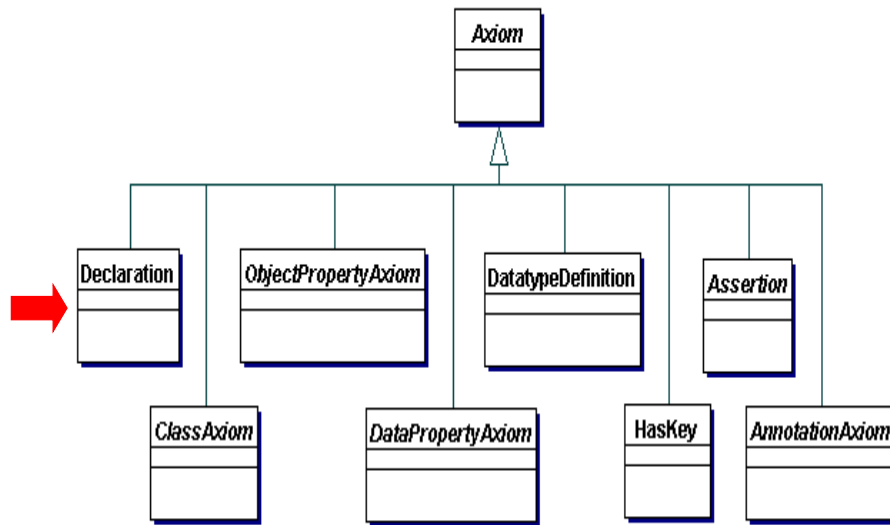 Axiom
Declaration
ObjectPropertyAxiom
DatatypeDefinition
Assertion
ClassAxiom
DataPropertyAxiom
HasKey
AnnotationAxiom